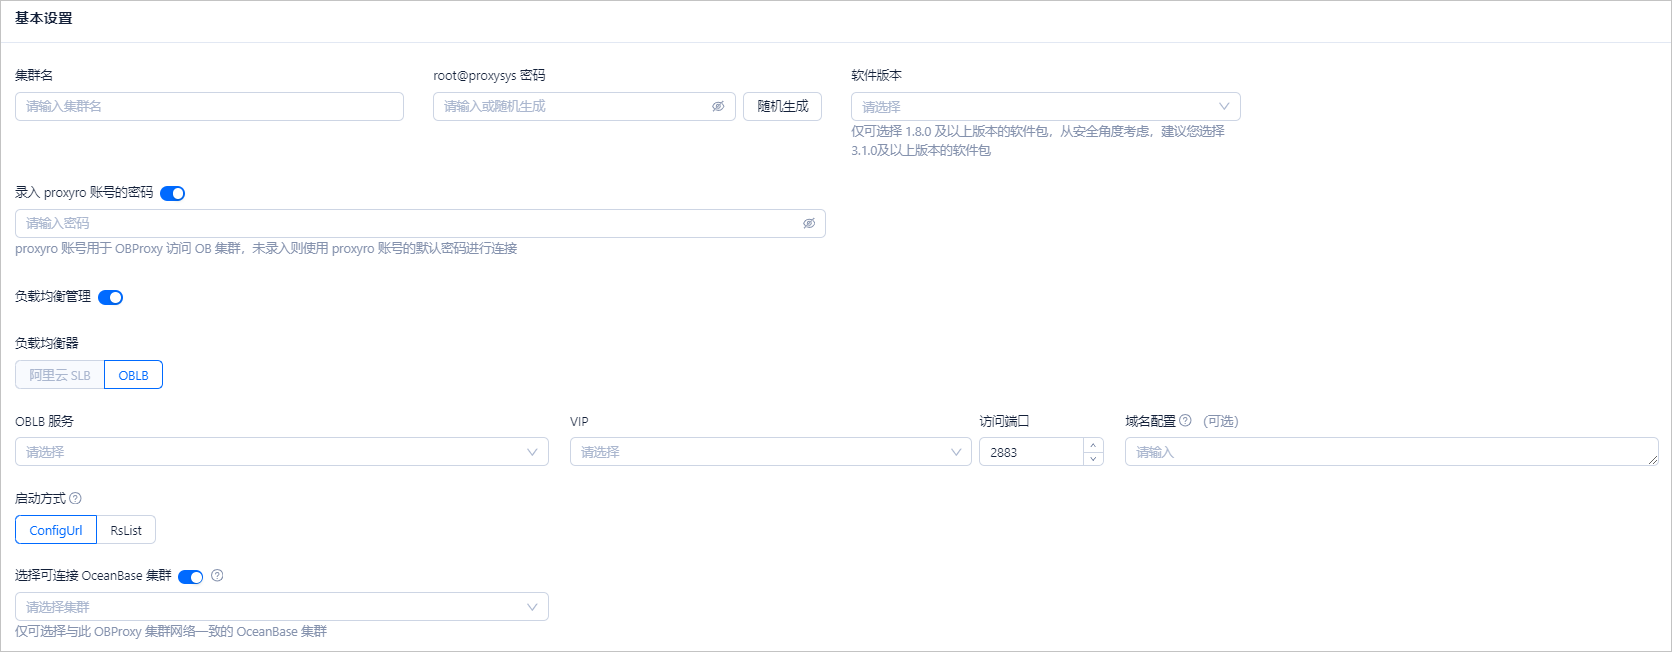 基本设置
集群名
root@proxysys 密码
软件版本
请输入集群名
请输入或随机生成
随机生成
请选择
仅可选择 1.8.0 及以上版本的软件包，从安全角度考虑，建议您选择
3.1.0及以上版本的软件包
录入 proxyro 账号的密码
请输入密码
proxyro 账号用于 OBProxy 访问 OB 集群，未录入则使用 proxyro 账号的默认密码进行连接
负载均衡管理
负载均衡器
阿里云 SLB
OBLB
OBLB 服务
VIP
访问端口
域名配置 (可选)
请选择
请选择
2883
请输入
启动方式
ConfigUrl
RsList
选择可连接 OceanBase 集群
请选择集群
仅可选择与此 OBProxy 集群网络一致的 OceanBase 集群